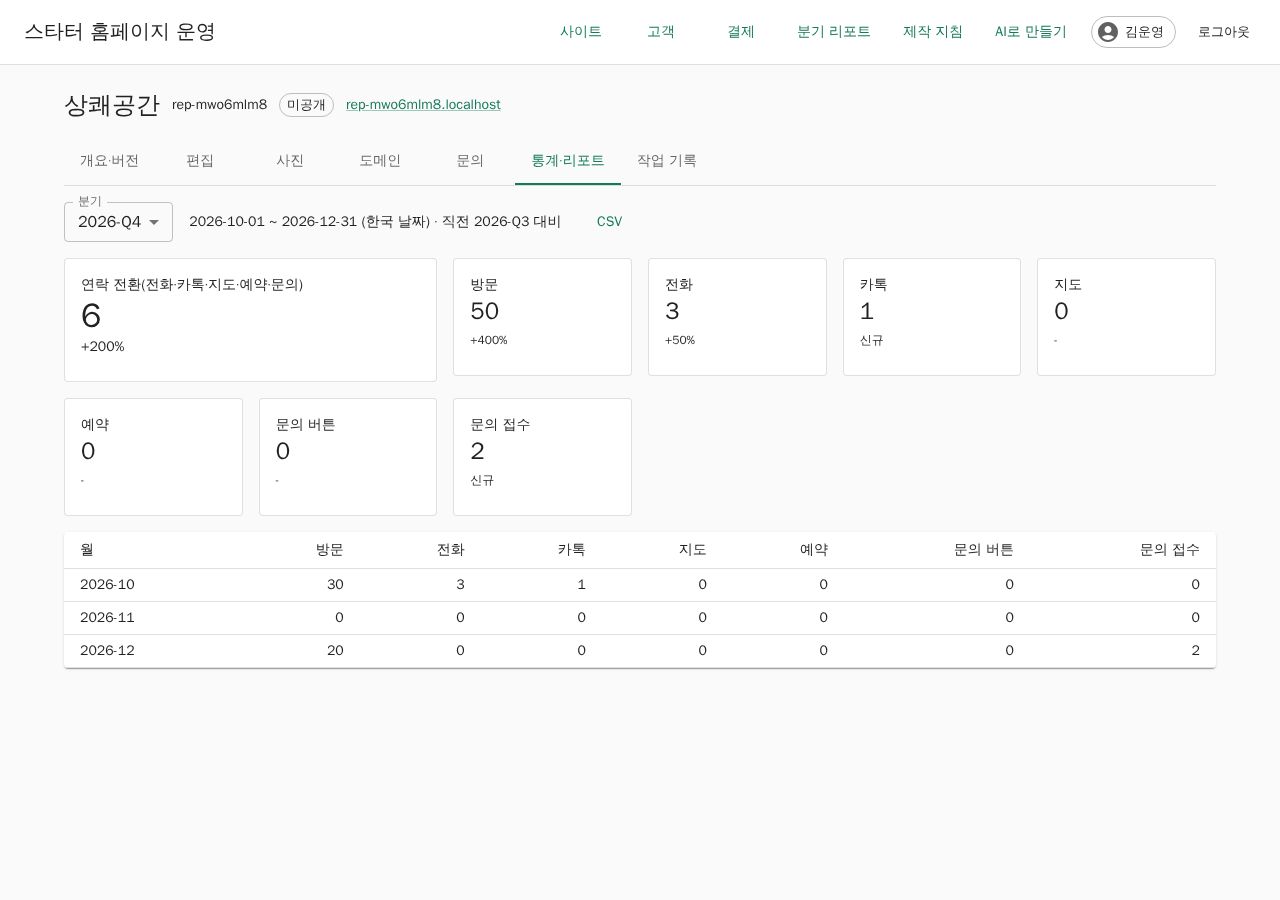 스타터 홈페이지 운영 사이트 고객 결제 분기 리포트 제작 지침 AI로 만들기 김운영 로그아웃
상쾌공간 rep-mwo6mlm8 미공개 rep-mwo6mlm8.localhost
개요·버전 편집 사진 도메인 문의 통계·리포트 작업 기록
분기
2026-Q4 2026-10-01 ~ 2026-12-31 (한국 날짜) · 직전 2026-Q3 대비 CSV
연락 전환(전화·카톡·지도·예약·문의)
6
+200%
방문
50
+400%
전화
3
+50%
카톡
1
신규
지도
0
-
예약
0
-
문의 버튼
0
-
문의 접수
2
신규
월 방문 전화 카톡 지도 예약 문의 버튼 문의 접수
2026-10 30 3 1 0 0 0 0
2026-11 0 0 0 0 0 0 0
2026-12 20 0 0 0 0 0 2